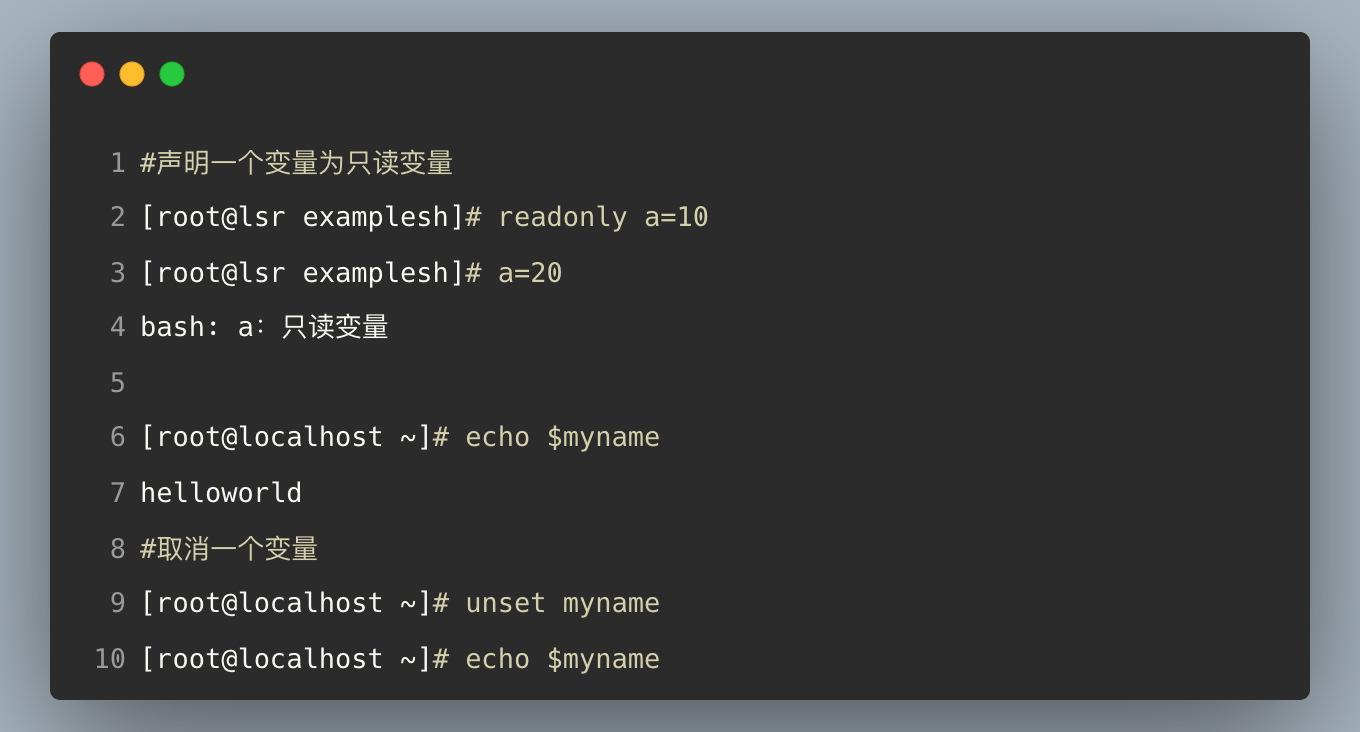 1 #声明一个变量为只读变量
2 [root@lsr examplesh]# readonly a=10
3 [root@lsr examplesh]# a=20
4 bash: a：只读变量
5
6 [root@localhost ~]# echo $myname
7 helloworld
8 #取消一个变量
9 [root@localhost ~]# unset myname
10 [root@localhost ~]# echo $myname